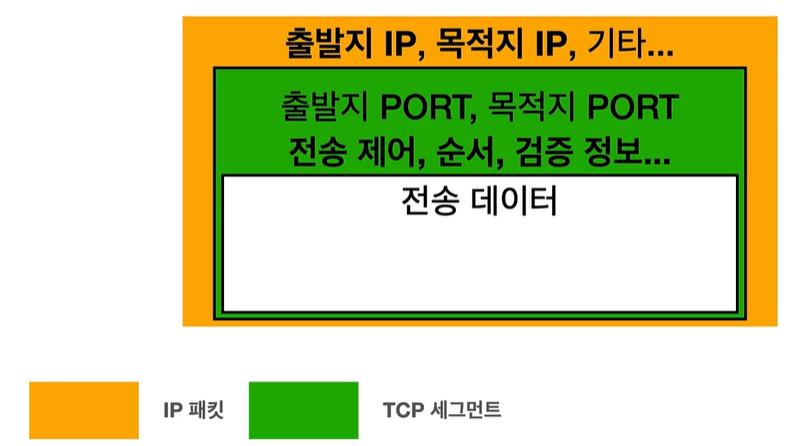 출발지 IP, 목적지 IP, 기타...
출발지 PORT, 목적지 PORT
전송 제어, 순서, 검증 정보...
전송 데이터
IP 패킷
TCP 세그먼트